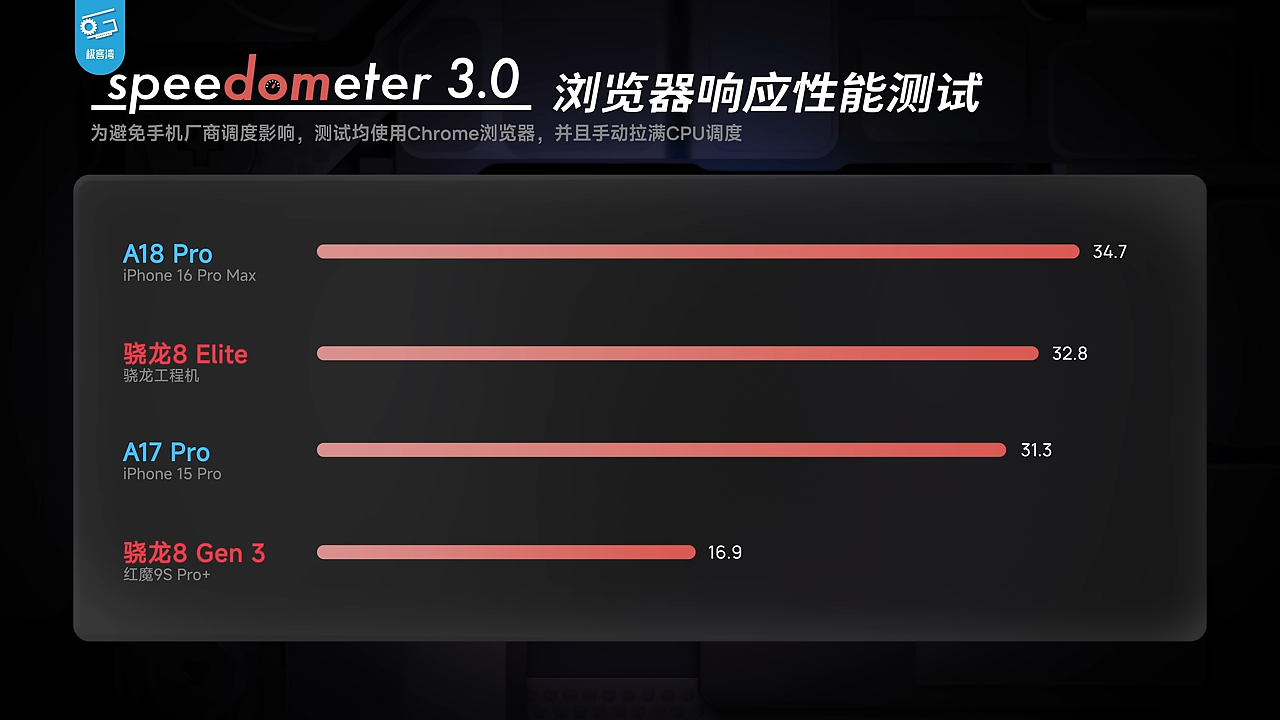 极客湾
speedometer 3.0 浏览器响应性能测试
为避免手机厂商调度影响，测试均使用Chrome浏览器，并且手动拉满CPU调度
A18 Pro 34.7
iPhone 16 Pro Max
骁龙8 Elite 32.8
骁龙工程机
A17 Pro 31.3
iPhone 15 Pro
骁龙8 Gen 3 16.9
红魔9S Pro+